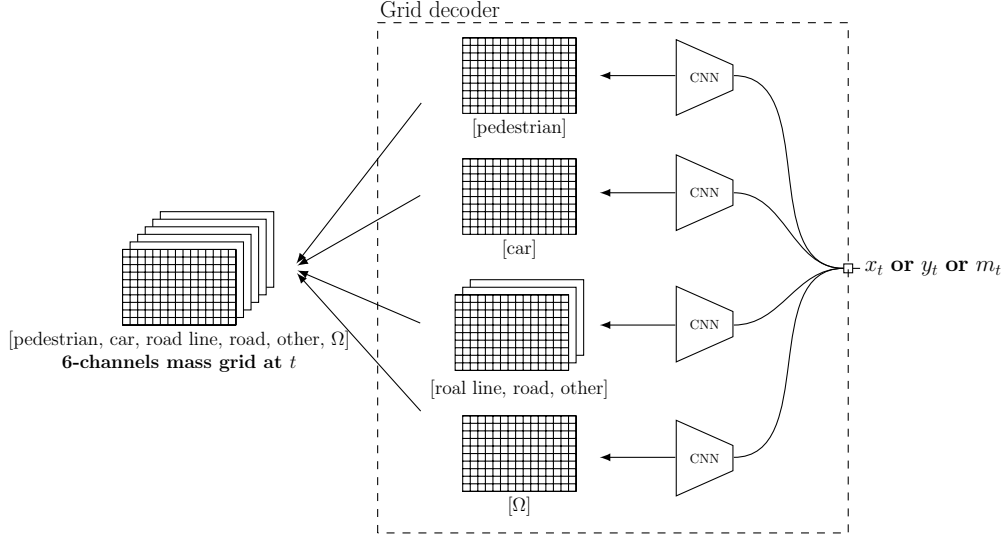 Grid decoder
CNN
[pedestrian]
CNN
[car]
x_t or y_t or m_t
CNN
[pedestrian, car, road line, road, other, Ω]
6-channels mass grid at t
[roal line, road, other]
CNN
[Ω]